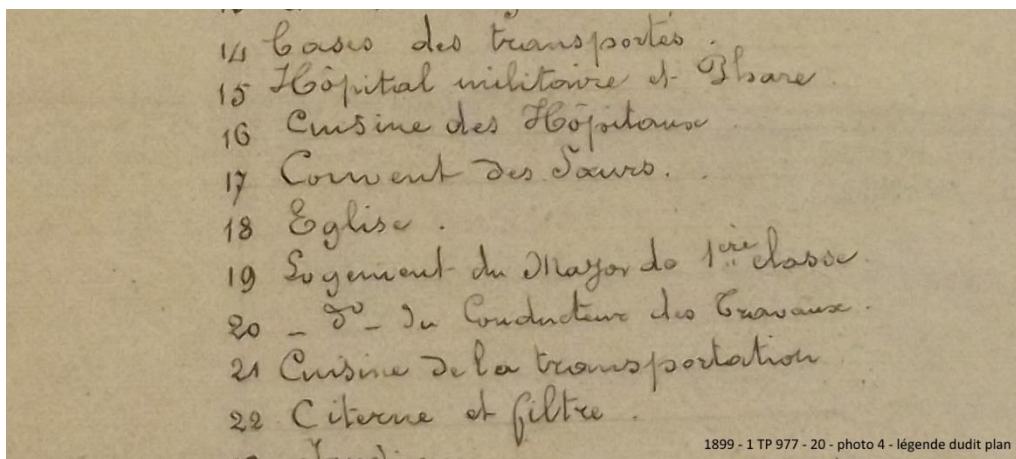 14 Cases des transportés.
15 Hôpital militaire et Phare.
16 Cuisine des Hôpitaux
17 Couvent des Sœurs.
18 Eglise.
19 Logement du Major de 1ère classe.
20 _ d° _ du Conducteur des Travaux.
21 Cuisine de la transportation
22 Citerne et filtre.
1899 - 1 TP 977 - 20 - photo 4 - légende dudit plan